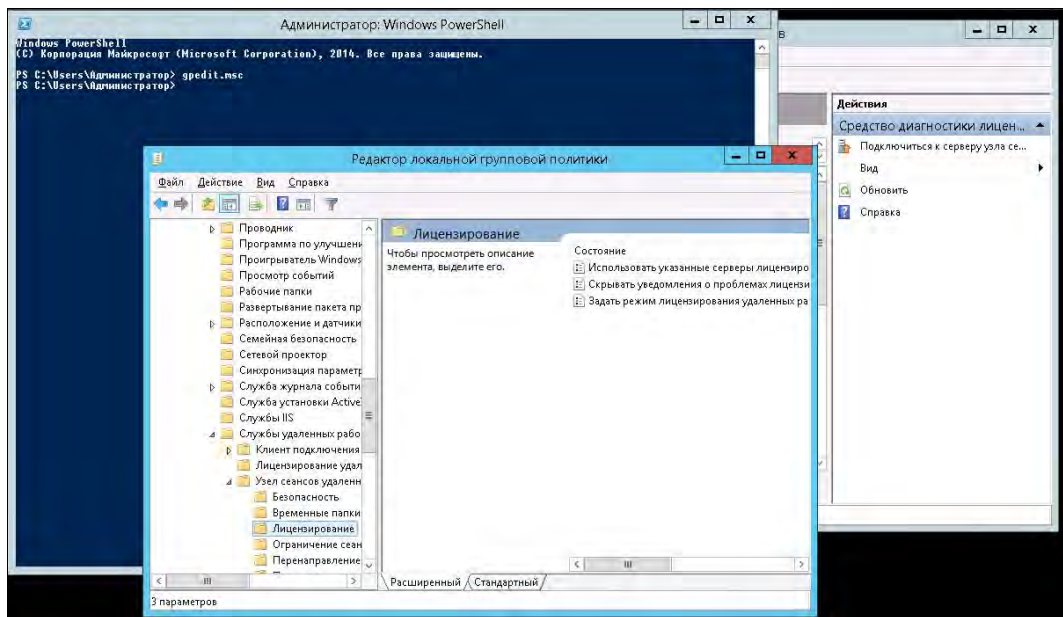 Администратор: Windows PowerShell
Windows PowerShell
(C) Корпорация Майкрософт (Microsoft Corporation), 2014. Все права защищены.
PS C:\Users\Администратор> gpedit.msc
PS C:\Users\Администратор>
в
Действия
Средство диагностики лицен...
Подключиться к серверу узла се...
Вид
Обновить
Справка
Редактор локальной групповой политики
Файл Действие Вид Справка
Проводник
Программа по улучшени
Проигрыватель Windows
Просмотр событий
Рабочие папки
Развертывание пакета пр
Расположение и датчики
Семейная безопасность
Сетевой проектор
Синхронизация параметр
Служба журнала событи
Служба установки Active
Службы IIS
Службы удаленных рабо
Клиент подключения
Лицензирование удал
Узел сеансов удаленн
Безопасность
Временные папки
Лицензирование
Ограничение сеан
Перенаправление
Лицензирование
Чтобы просмотреть описание
элемента, выделите его.
Состояние
Использовать указанные серверы лицензиро
Скрывать уведомления о проблемах лицензи
Задать режим лицензирования удаленных ра
Расширенный Стандартный
3 параметров